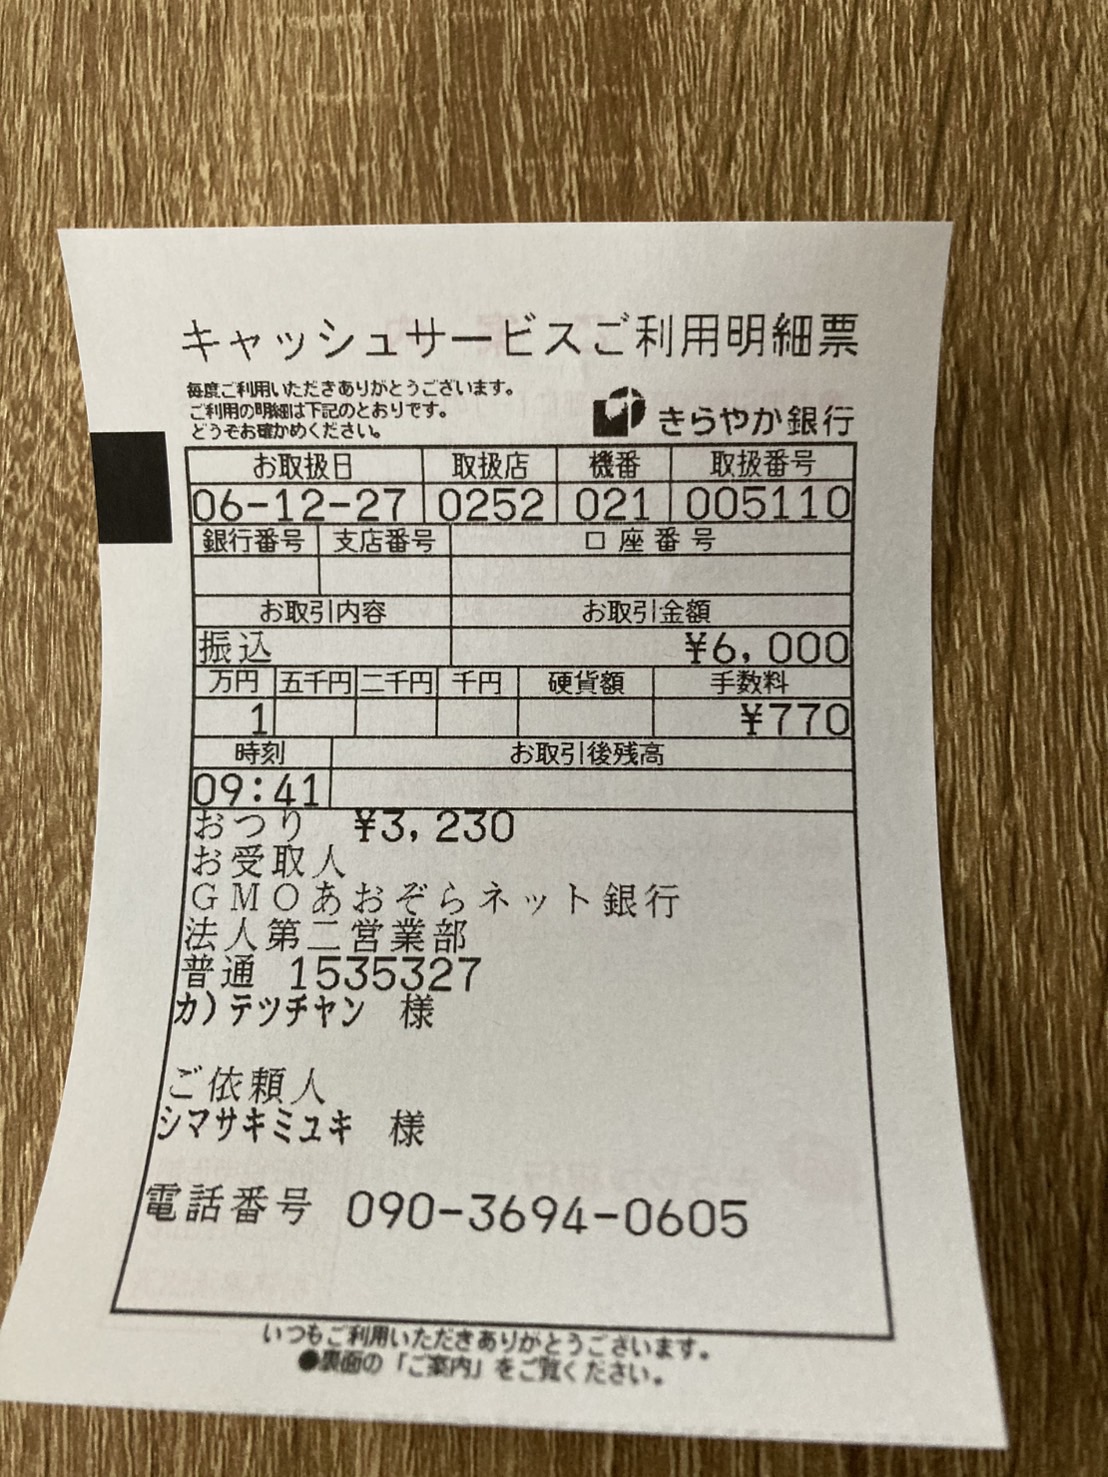 キャッシュサービスご利用明細票
毎度ご利用いただきありがとうございます。
ご利用の明細は下記のとおりです。
どうぞお確かめください。
きらやか銀行
お取扱日 取扱店 機番 取扱番号
06-12-27 0252 021 005110
銀行番号 支店番号 口座番号
お取引内容 お取引金額
振込 ¥6,000
万円 五千円 二千円 千円 硬貨額 手数料
1 ¥770
時刻 お取引後残高
09:41
おつり ¥3,230
お受取人
GMOあおぞらネット銀行
法人第二営業部
普通 1535327
カ)テツチヤン 様
ご依頼人
シマサキミユキ 様
電話番号 090-3694-0605
いつもご利用いただきありがとうございます。
●裏面の「ご案内」をご覧ください。